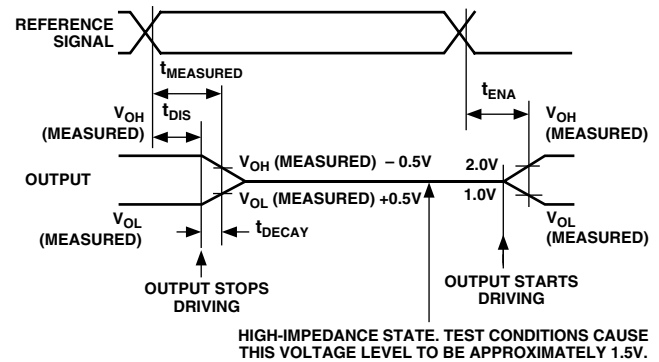 REFERENCE
SIGNAL
tMEASURED
tENA
VOH
(MEASURED)
tDIS
VOH
(MEASURED)
VOH (MEASURED) – 0.5V
2.0V
OUTPUT
VOL (MEASURED) +0.5V
1.0V
VOL
(MEASURED)
tDECAY
VOL
(MEASURED)
OUTPUT STOPS
DRIVING
OUTPUT STARTS
DRIVING
HIGH-IMPEDANCE STATE. TEST CONDITIONS CAUSE
THIS VOLTAGE LEVEL TO BE APPROXIMATELY 1.5V.